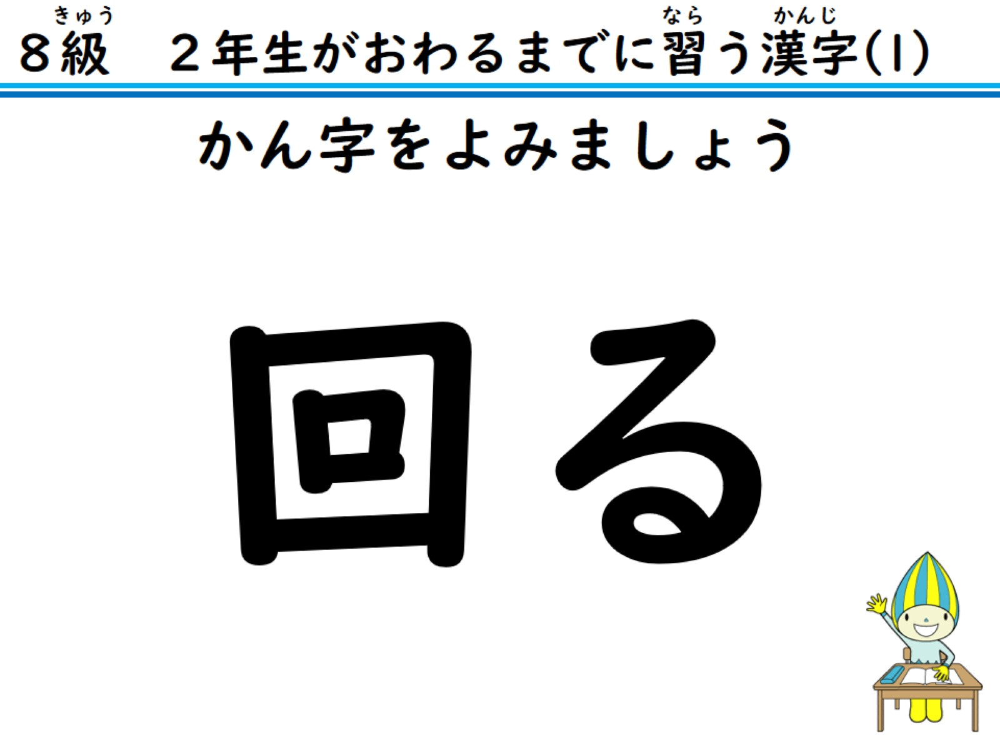 きゅう なら かんじ
８級　２年生がおわるまでに習う漢字(1)
かん字をよみましょう
回る